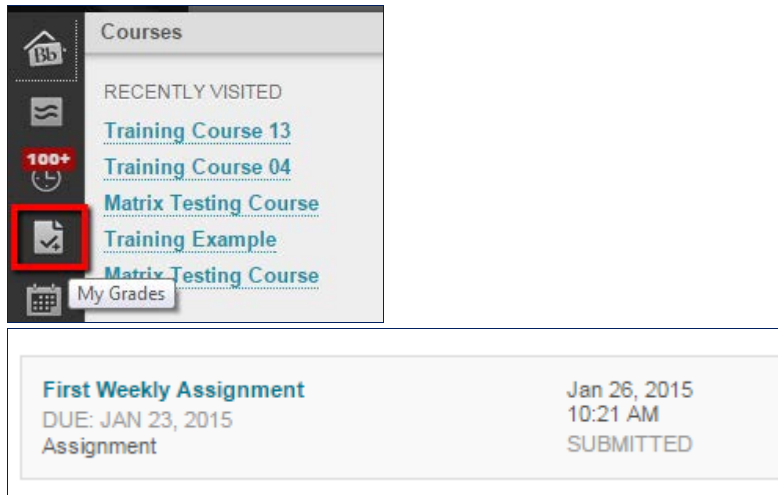 Courses
Bb
RECENTLY VISITED
Training Course 13
Training Course 04
100+
Matrix Testing Course
Training Example
Matrix Testing Course
My Grades
First Weekly Assignment
DUE: JAN 23, 2015
Assignment
Jan 26, 2015
10:21 AM
SUBMITTED